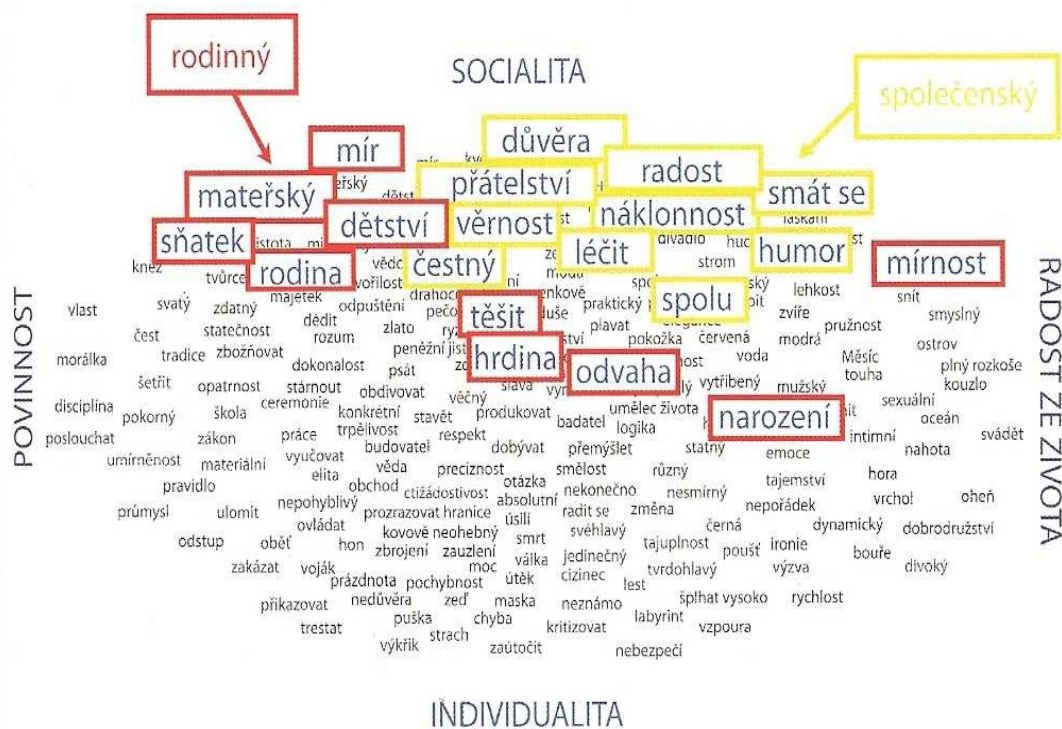 rodinný
SOCIALITA
společenský
mír
důvěra
radost
mateřský
přátelství
smát se
sňatek
dětství
věrnost
náklonnost
rodina
čestný
léčit
divadlo
humor
mírnost
kněz
tvůrce
strom
lehkost
snít
vlast
svatý
zdatný
majetek
odpuštění
těšit
praktický
spolu
zvíře
smyslný
čest
statečnost
dědit
rozum
zlato
plavat
červená
modrá
pružnost
ostrov
morálka
tradice
zbožňovat
dokonalost
peněžní
hrdina
pokožka
odvaha
voda
Měsíc
touha
plný rozkoše
kouzlo
šetřit
opatrnost
stárnout
psát
obdivovat
věčný
sláva
vytříbený
mužský
sexuální
disciplína
pokorný
škola
ceremonie
konkrétní
trpělivost
stavět
produkovat
badatel
umělec života
logika
narození
oceán
poslouchat
zákon
práce
budovatel
respekt
dobývat
přemýšlet
statný
emoce
intimní
nahota
svádět
umírněnost
materiální
vyučovat
elita
věda
preciznost
smělost
různý
tajemství
hora
pravidlo
obchod
ctižádostivost
otázka
absolutní
nekonečno
nesmírný
nepořádek
vrchol
oheň
průmysl
ulomit
nepohyblivý
prozrazovat
hranice
úsilí
radit se
změna
ovládat
kovově neohebný
svéhlavý
černá
dynamický
dobrodružství
odstup
oběť
hon
zbrojení
zauzlení
smrt
tajuplnost
poušť
ironie
bouře
zakázat
voják
moc
válka
jedinečný
tvrdohlavý
výzva
divoký
prázdnota
pochybnost
útěk
cizinec
lest
přikazovat
nedůvěra
zeď
maska
neznámo
šplhat vysoko
rychlost
trestat
puška
chyba
labyrint
výkřik
strach
zaútočit
kritizovat
vzpoura
nebezpečí
POVINNOST
RADOST ZE ŽIVOTA
INDIVIDUALITA